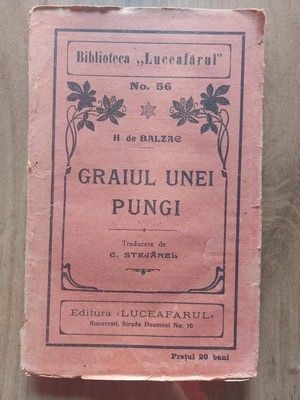 Biblioteca „Luceafărul"
No. 56
H. de BALZAC
GRAIUL UNEI
PUNGI
Traducere de
C. STEJĂREL
Editura «LUCEAFARUL»
Bucureşti, Strada Doamnei No. 16
Preţul 20 bani